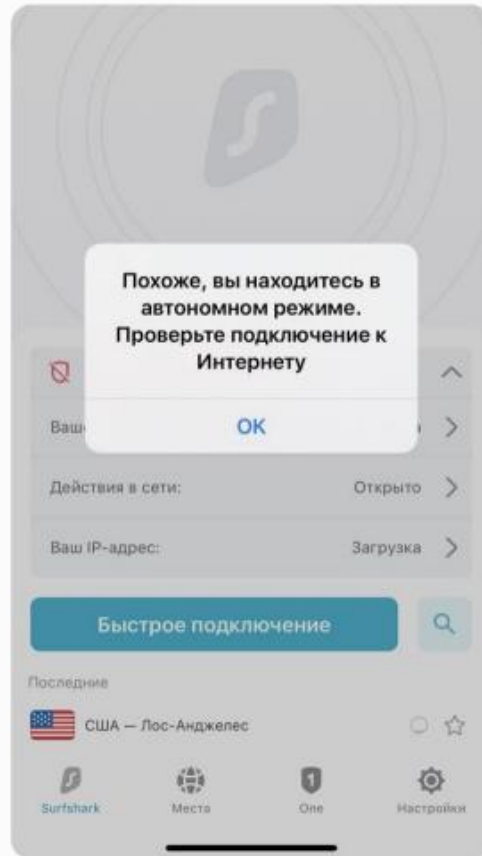 Похоже, вы находитесь в
автономном режиме.
Проверьте подключение к
Интернету
ОК
Ваш
Действия в сети: Открыто
Ваш IP-адрес: Загрузка
Быстрое подключение
Последние
США — Лос-Анджелес
Surfshark Места One Настройки